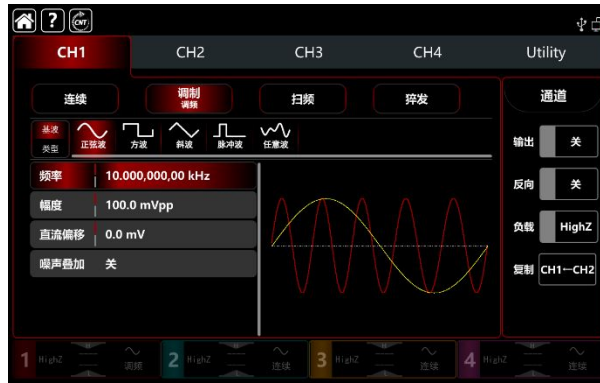 ? CNT
CH1 CH2 CH3 CH4 Utility
连续 调制 扫频 猝发 通道
调频
基波
类型 正弦波 方波 斜波 脉冲波 任意波
输出 关
频率 10.000,000,00 kHz
反向 关
幅度 100.0 mVpp
直流偏移 0.0 mV
负载 HighZ
噪声叠加 关
复制 CH1←CH2
1 HighZ 调频 2 HighZ 连续 3 HighZ 连续 4 HighZ 连续